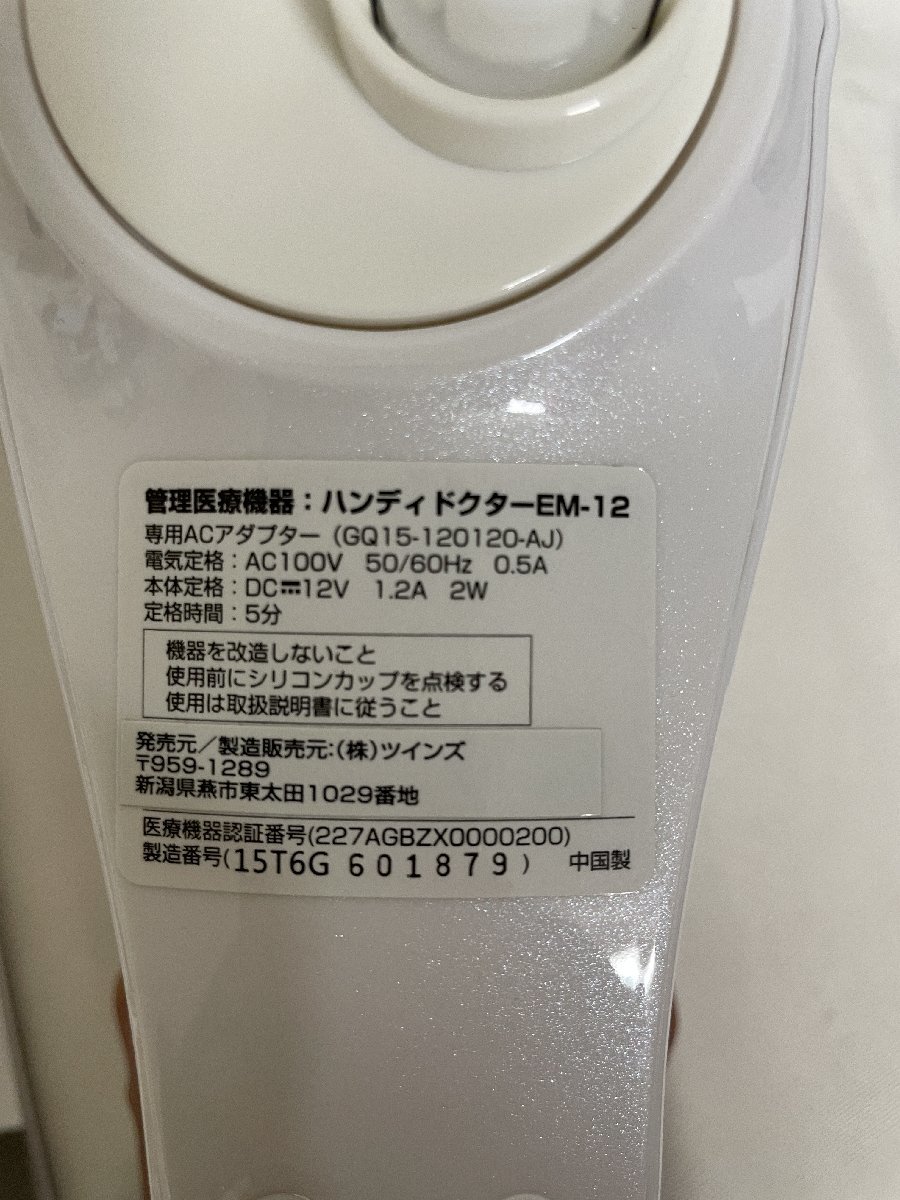 管理医療機器：ハンディドクターEM-12
専用ACアダプター（GQ15-120120-AJ）
電気定格：AC100V 50/60Hz 0.5A
本体定格：DC⎓12V 1.2A 2W
定格時間：5分
機器を改造しないこと
使用前にシリコンカップを点検する
使用は取扱説明書に従うこと
発売元／製造販売元：(株)ツインズ
〒959-1289
新潟県燕市東太田1029番地
医療機器認証番号(227AGBZX0000200)
製造番号(15T6G 601879) 中国製